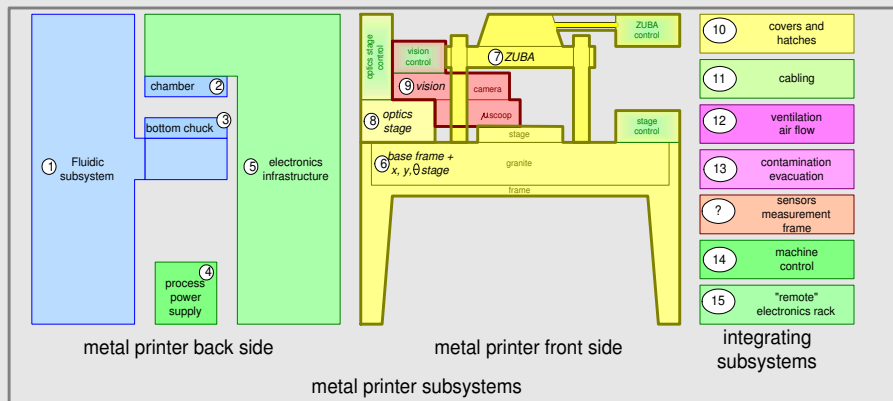 1
Fluidic
subsystem
chamber
2
bottom chuck
3
process
power
supply
4
5
electronics
infrastructure
metal printer back side
optics stage
control
vision
control
9
vision
camera
µscoop
8
optics
stage
7
ZUBA
ZUBA
control
stage
control
stage
6
base frame +
x, y,θ stage
granite
frame
metal printer front side
10
covers and
hatches
11
cabling
12
ventilation
air flow
13
contamination
evacuation
?
sensors
measurement
frame
14
machine
control
15
"remote"
electronics rack
integrating
subsystems
metal printer subsystems